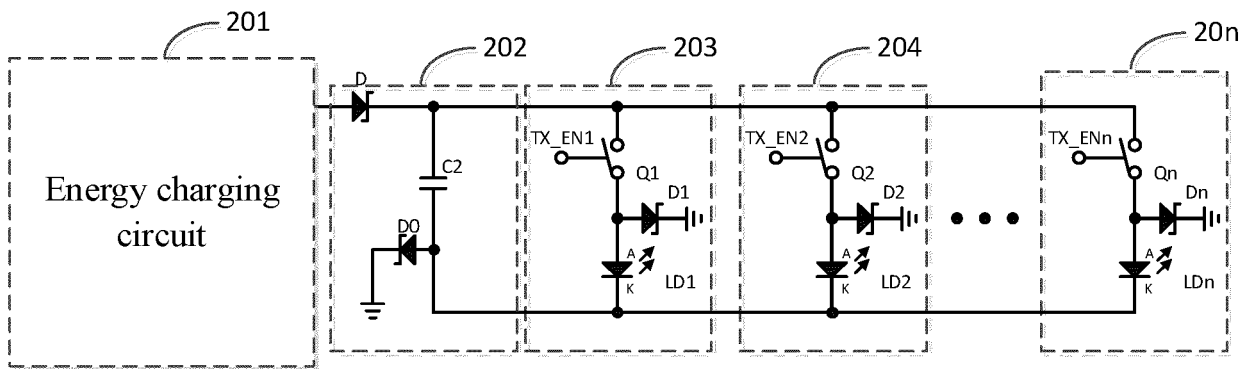 201
202
203
204
20n
Energy charging
circuit
D
C2
D0
TX_EN1
Q1
D1
A
K
LD1
TX_EN2
Q2
D2
A
K
LD2
TX_ENn
Qn
Dn
A
K
LDn